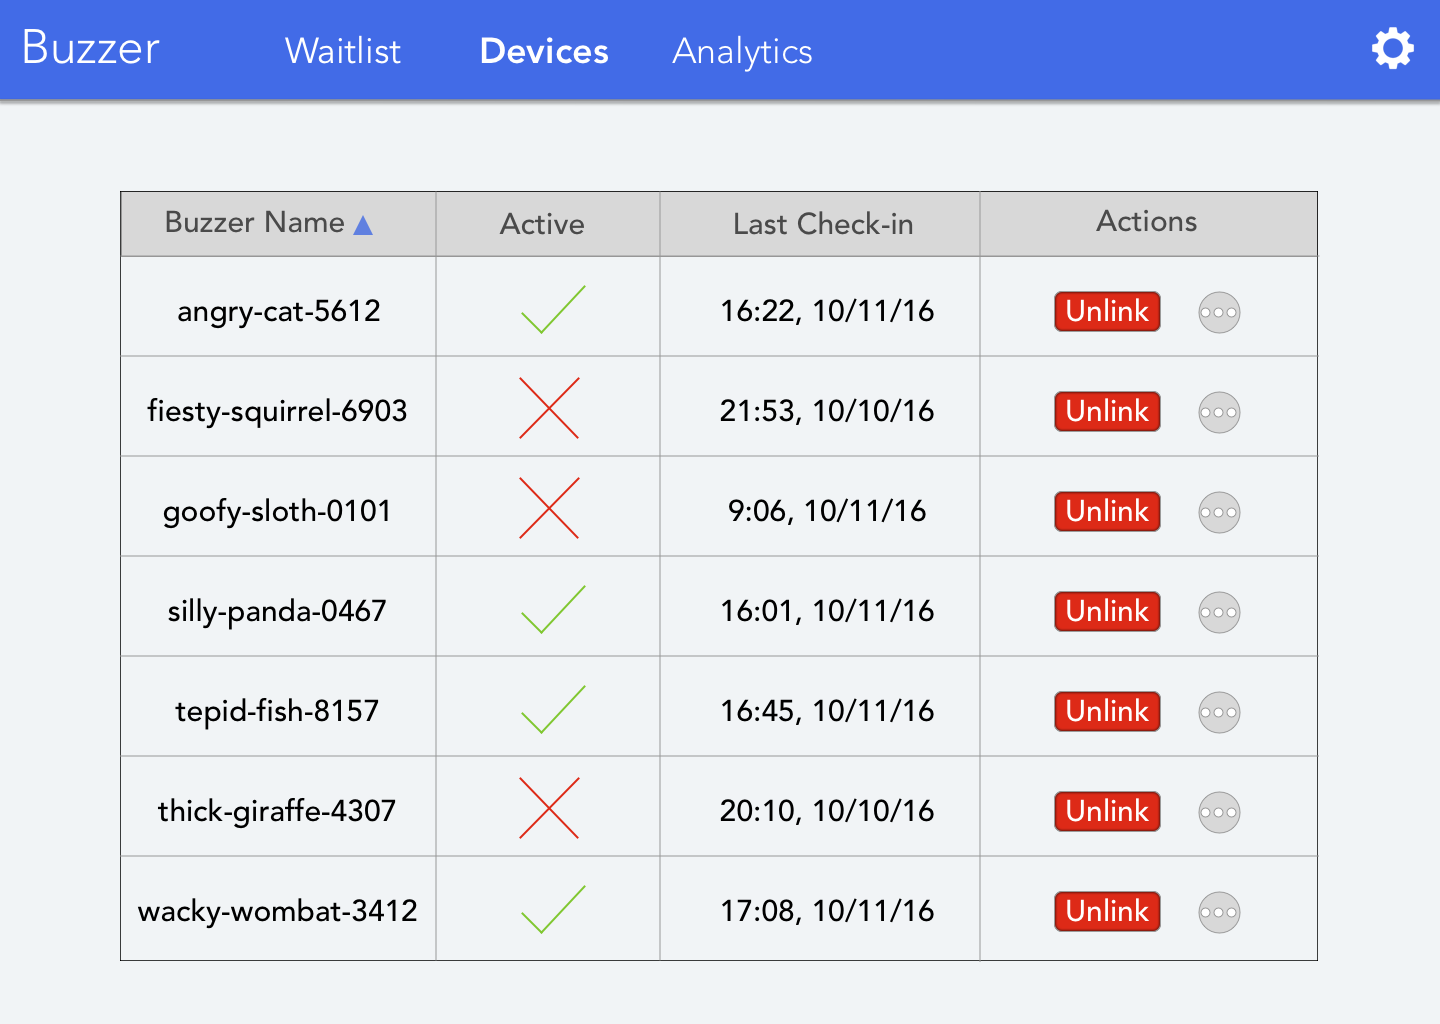 Buzzer Waitlist Devices Analytics
Buzzer Name Active Last Check-in Actions
angry-cat-5612 16:22, 10/11/16 Unlink
fiesty-squirrel-6903 21:53, 10/10/16 Unlink
goofy-sloth-0101 9:06, 10/11/16 Unlink
silly-panda-0467 16:01, 10/11/16 Unlink
tepid-fish-8157 16:45, 10/11/16 Unlink
thick-giraffe-4307 20:10, 10/10/16 Unlink
wacky-wombat-3412 17:08, 10/11/16 Unlink